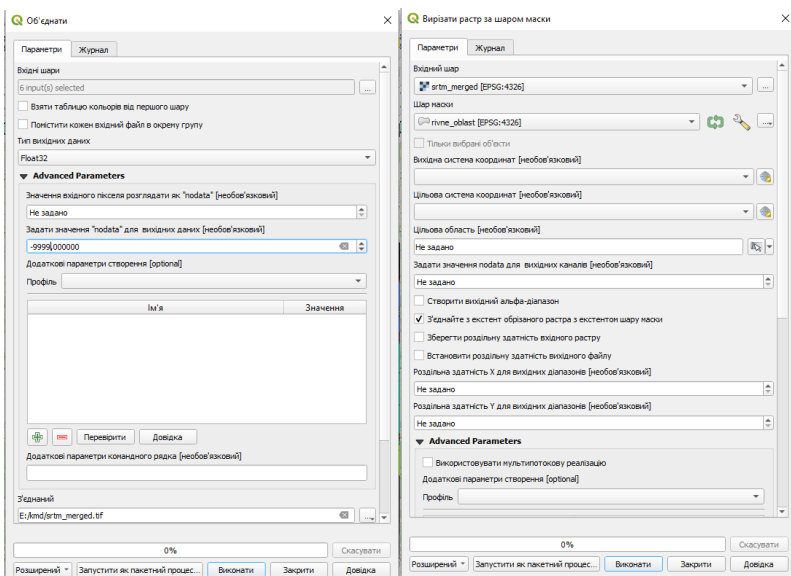 Об'єднати
Параметри
Журнал
Вхідні шари
6 input(s) selected
...
Взяти таблицю кольорів від першого шару
Помістити кожен вхідний файл в окрему групу
Тип вихідних даних
Float32
Advanced Parameters
Значення вхідного пікселя розглядати як "nodata" [необов'язковий]
Не задано
Задати значення "nodata" для вихідних даних [необов'язковий]
-9999,000000
Додаткові параметри створення [optional]
Профіль
Ім'я
Значення
Перевірити
Довідка
Додаткові параметри командного рядка [необов'язковий]
З'єднаний
E:/kmd/srtm_merged.tif
...
0%
Скасувати
Розширений
Запустити як пакетний процес...
Виконати
Закрити
Довідка
Вирізати растр за шаром маски
Параметри
Журнал
Вхідний шар
srtm_merged [EPSG:4326]
...
Шар маски
rivne_oblast [EPSG:4326]
...
Тільки вибрані об'єкти
Вихідна система координат [необов'язковий]
Цільова система координат [необов'язковий]
Цільова область [необов'язковий]
Не задано
Задати значення nodata для вихідних каналів [необов'язковий]
Не задано
Створити вихідний альфа-діапазон
З'єднайте з екстент обрізаного растра з екстентом шару маски
Зберегти роздільну здатність вхідного растру
Встановити роздільну здатність вихідного файлу
Роздільна здатність X для вихідних діапазонів [необов'язковий]
Не задано
Роздільна здатність Y для вихідних діапазонів [необов'язковий]
Не задано
Advanced Parameters
Використовувати мультипотокову реалізацію
Додаткові параметри створення [необов'язковий]
Профіль
0%
Скасувати
Розширений
Запустити як пакетний процес...
Виконати
Закрити
Довідка